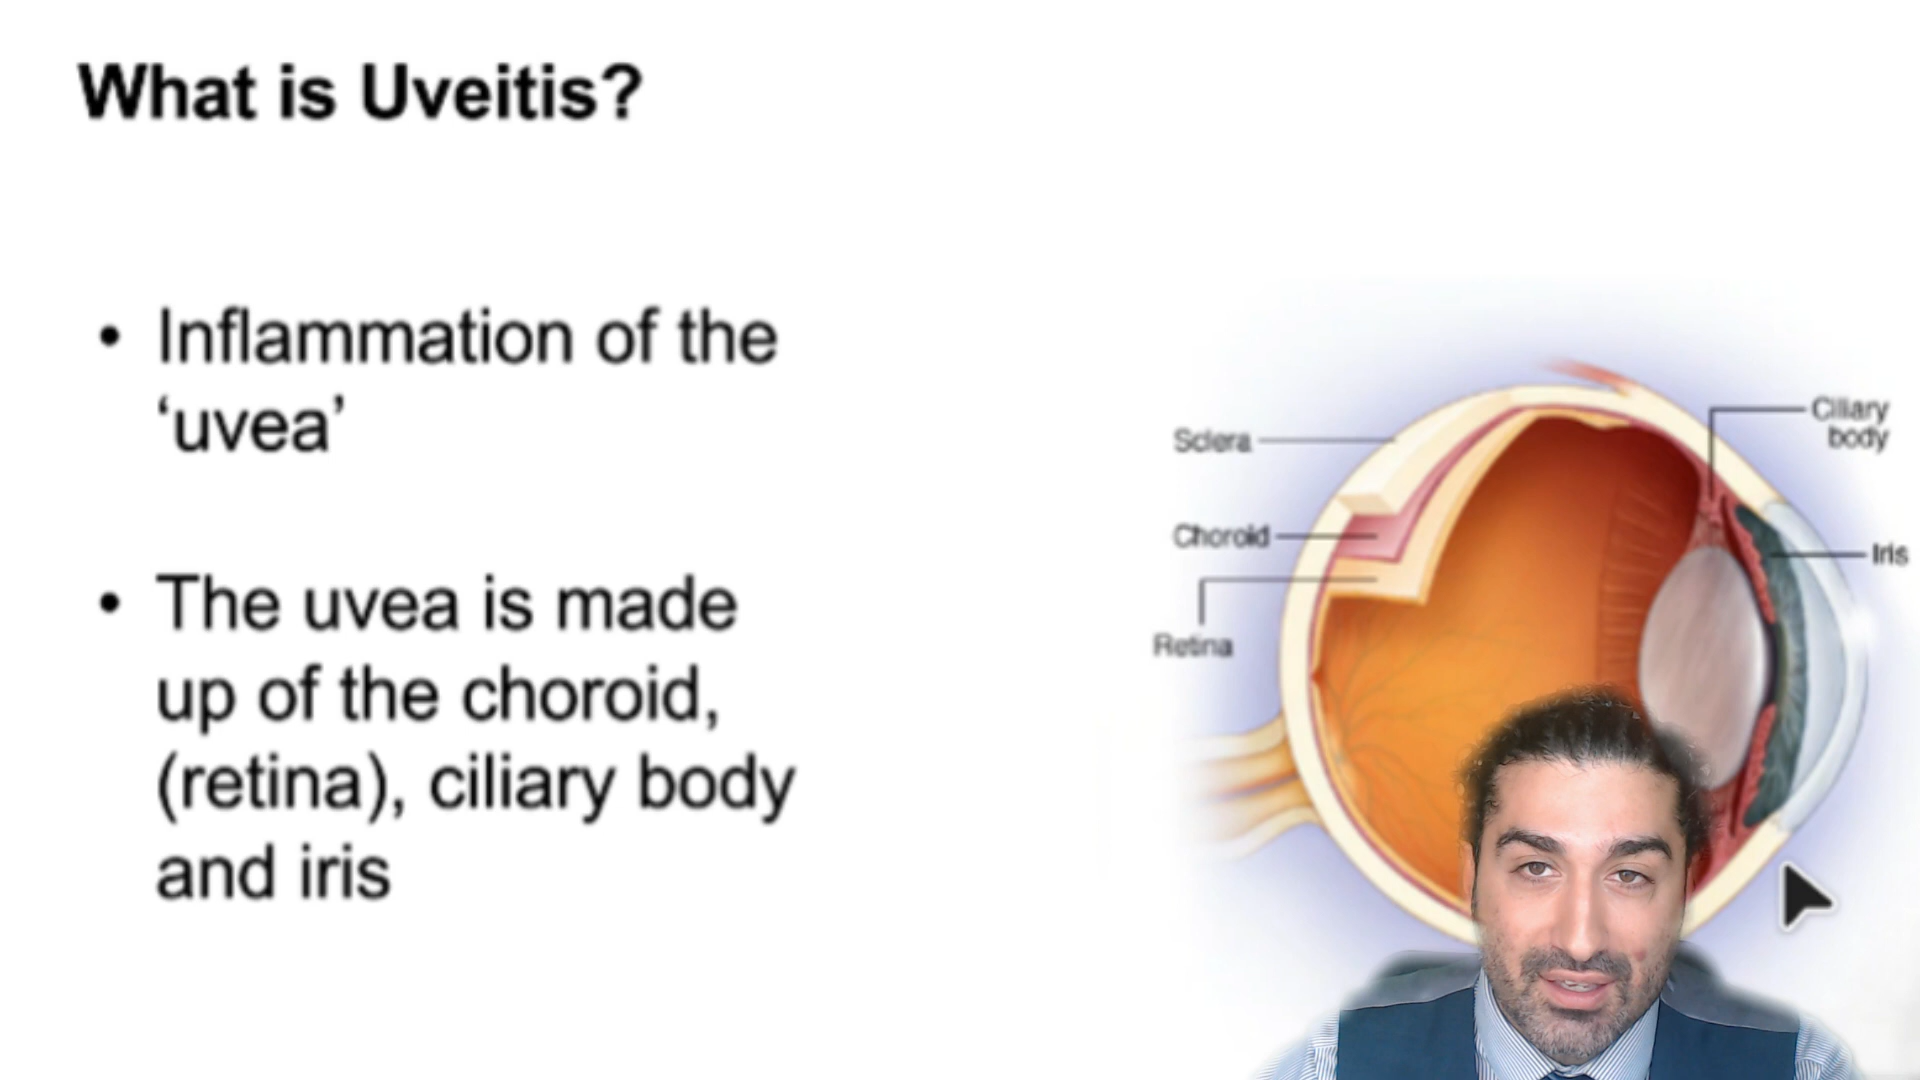 What is Uveitis?
• Inflammation of the
‘uvea’
• The uvea is made
up of the choroid,
(retina), ciliary body
and iris
Sclera
Choroid
Retina
Ciliary
body
Iris